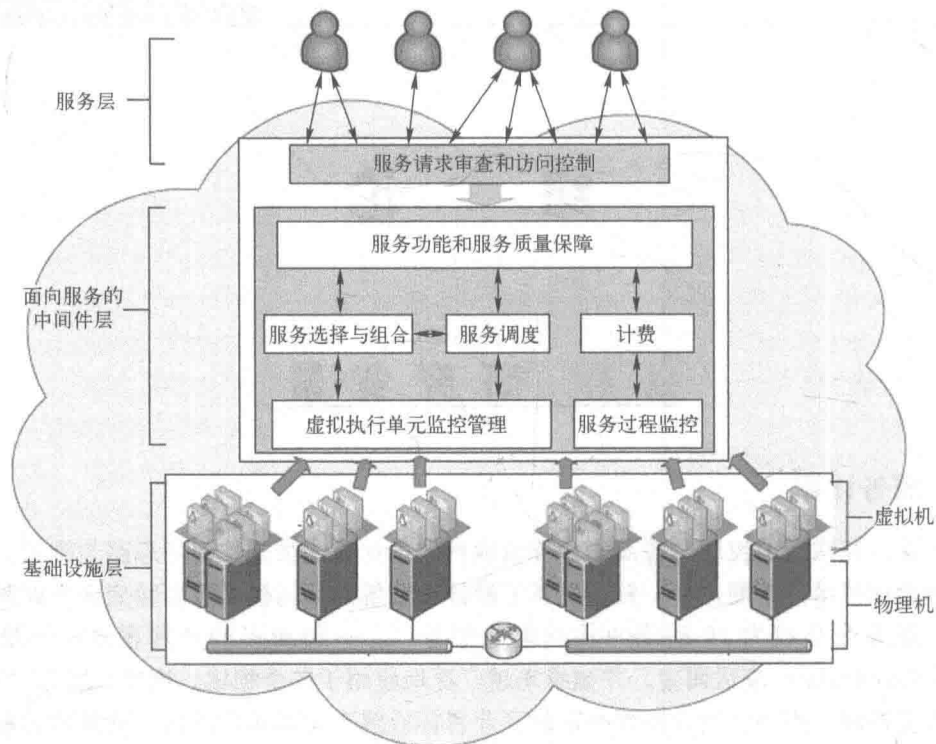 服务层
服务请求审查和访问控制
服务功能和服务质量保障
面向服务的
中间件层
服务选择与组合
服务调度
计费
虚拟执行单元监控管理
服务过程监控
虚拟机
基础设施层
物理机